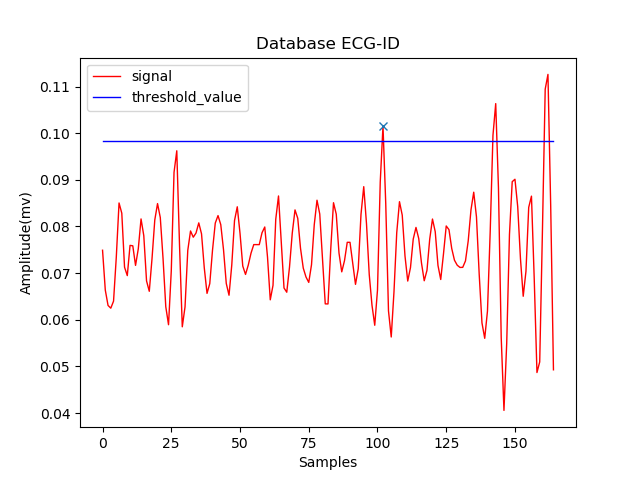 Database ECG-ID
signal
threshold_value
Amplitude(mv)
0.11
0.10
0.09
0.08
0.07
0.06
0.05
0.04
0 25 50 75 100 125 150
Samples